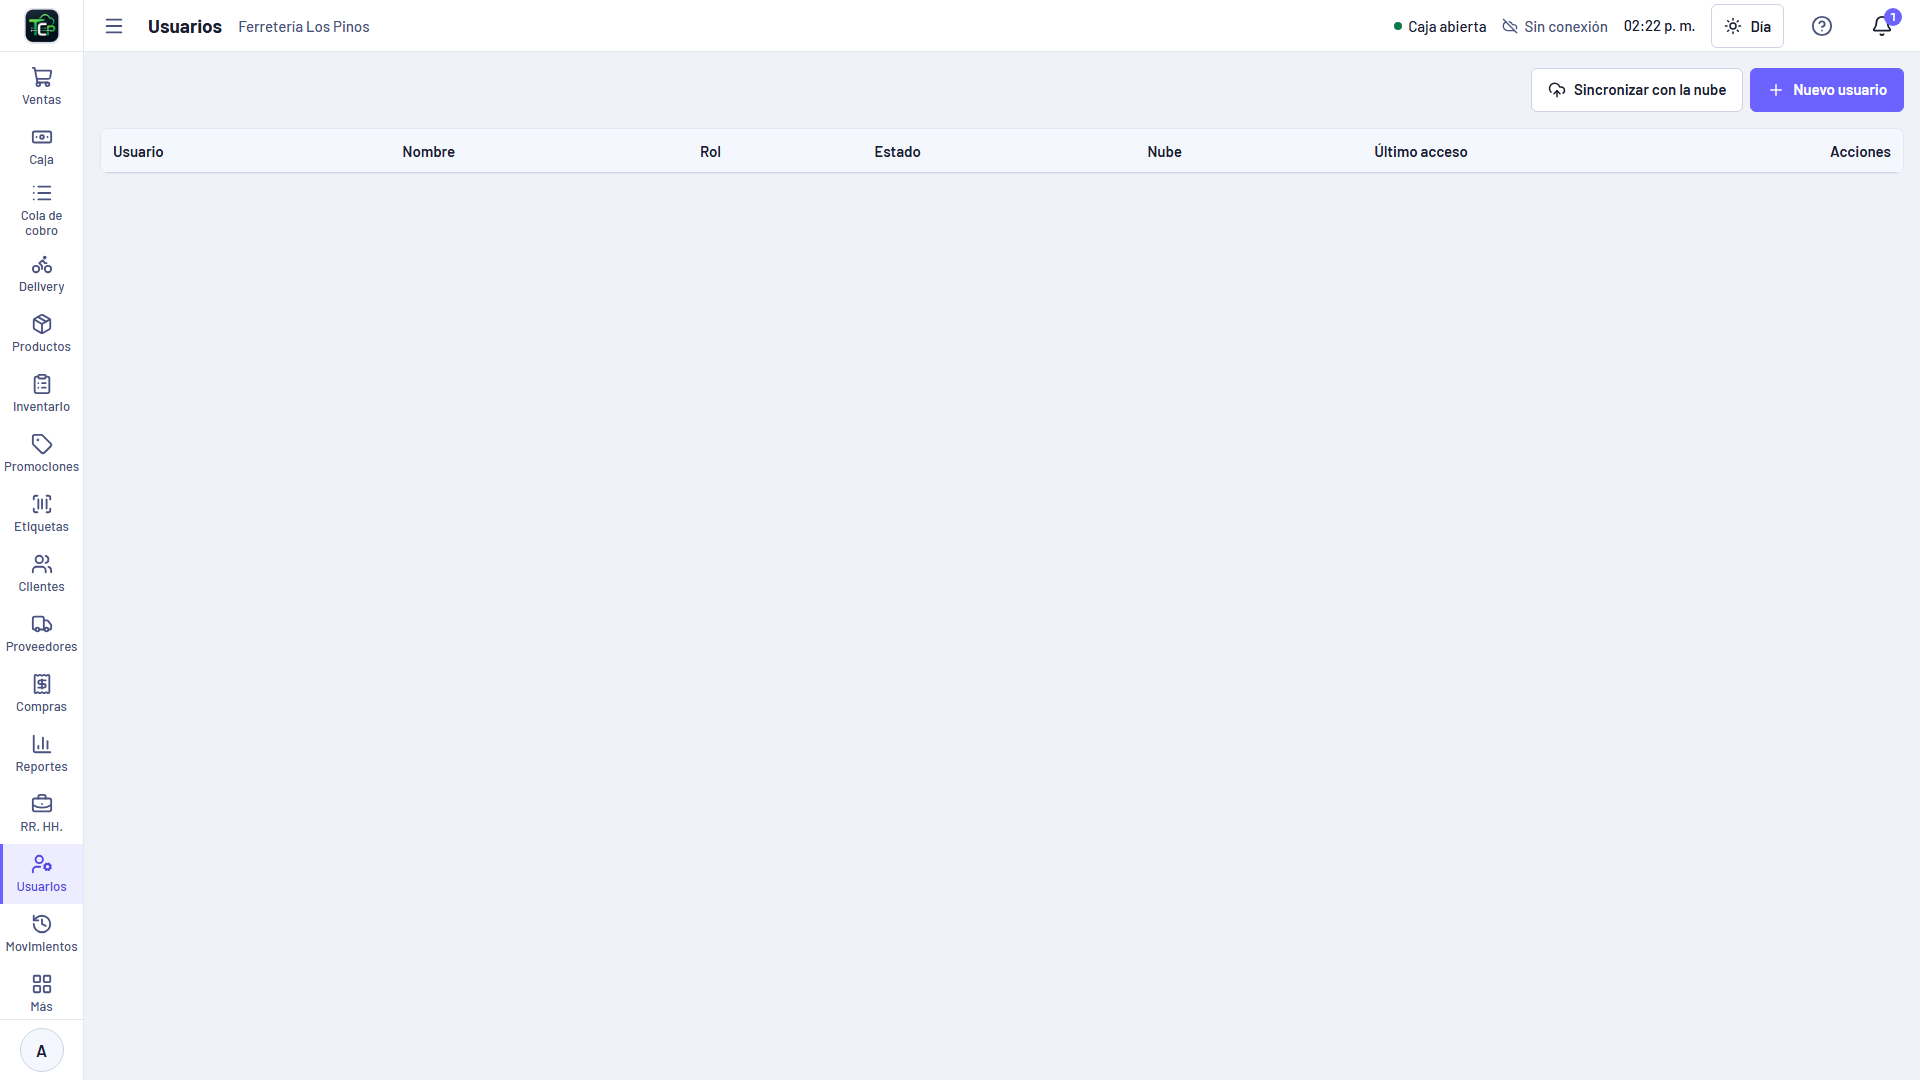 TCP
Usuarios
Ferretería Los Pinos
Caja abierta
Sin conexión
02:22 p. m.
Día
1
Sincronizar con la nube
Nuevo usuario
Usuario
Nombre
Rol
Estado
Nube
Último acceso
Acciones
Ventas
Caja
Cola de
cobro
Delivery
Productos
Inventario
Promociones
Etiquetas
Clientes
Proveedores
Compras
Reportes
RR. HH.
Usuarios
Movimientos
Más
A